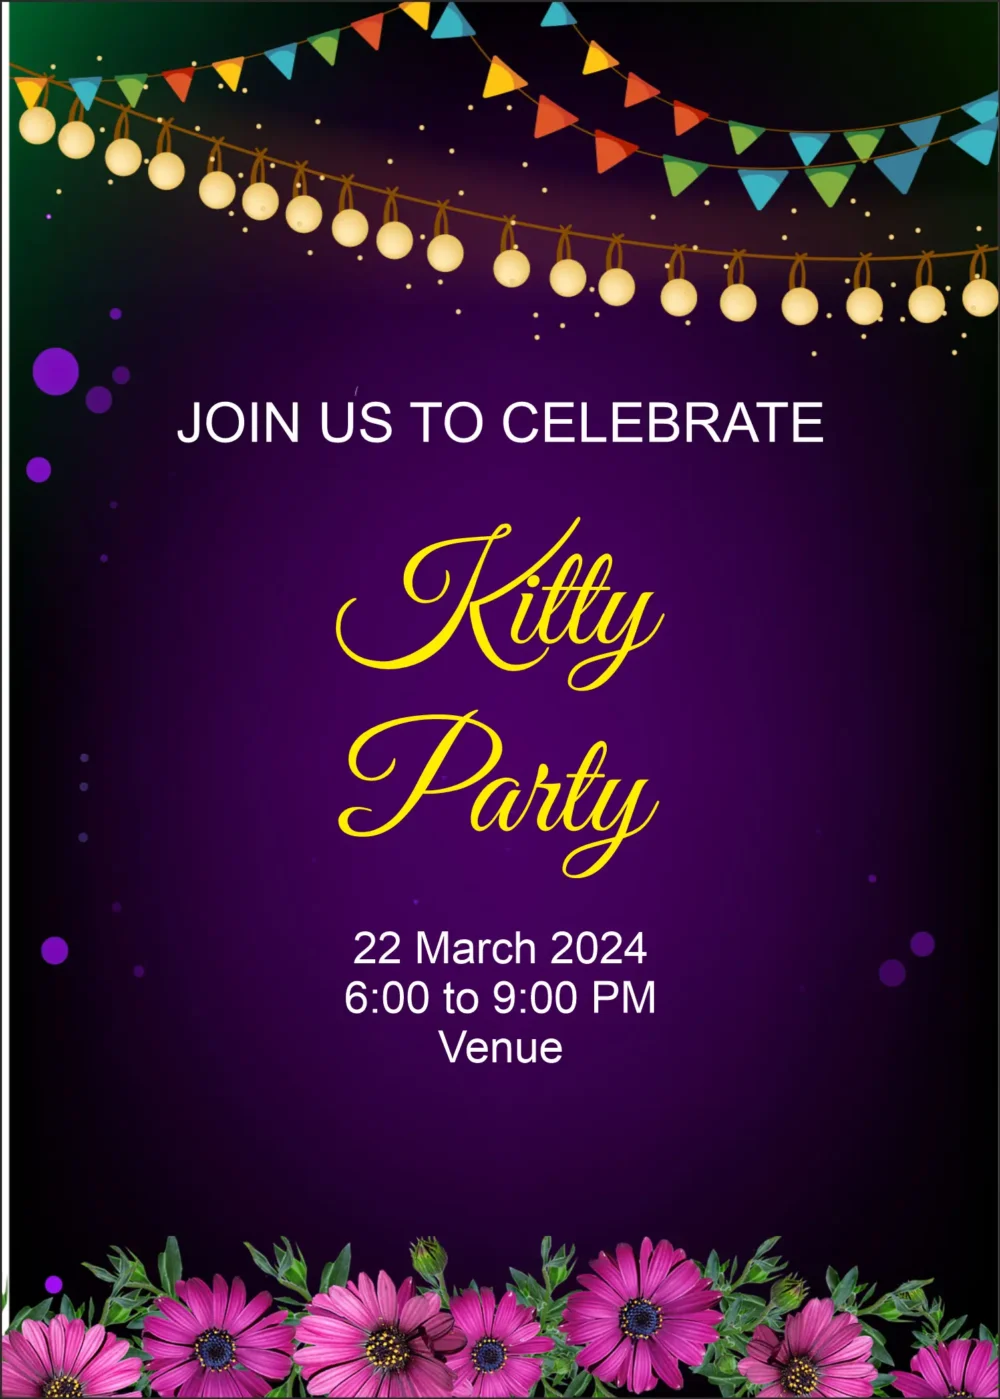 JOIN US TO CELEBRATE
Kitty
Party
22 March 2024
6:00 to 9:00 PM
Venue